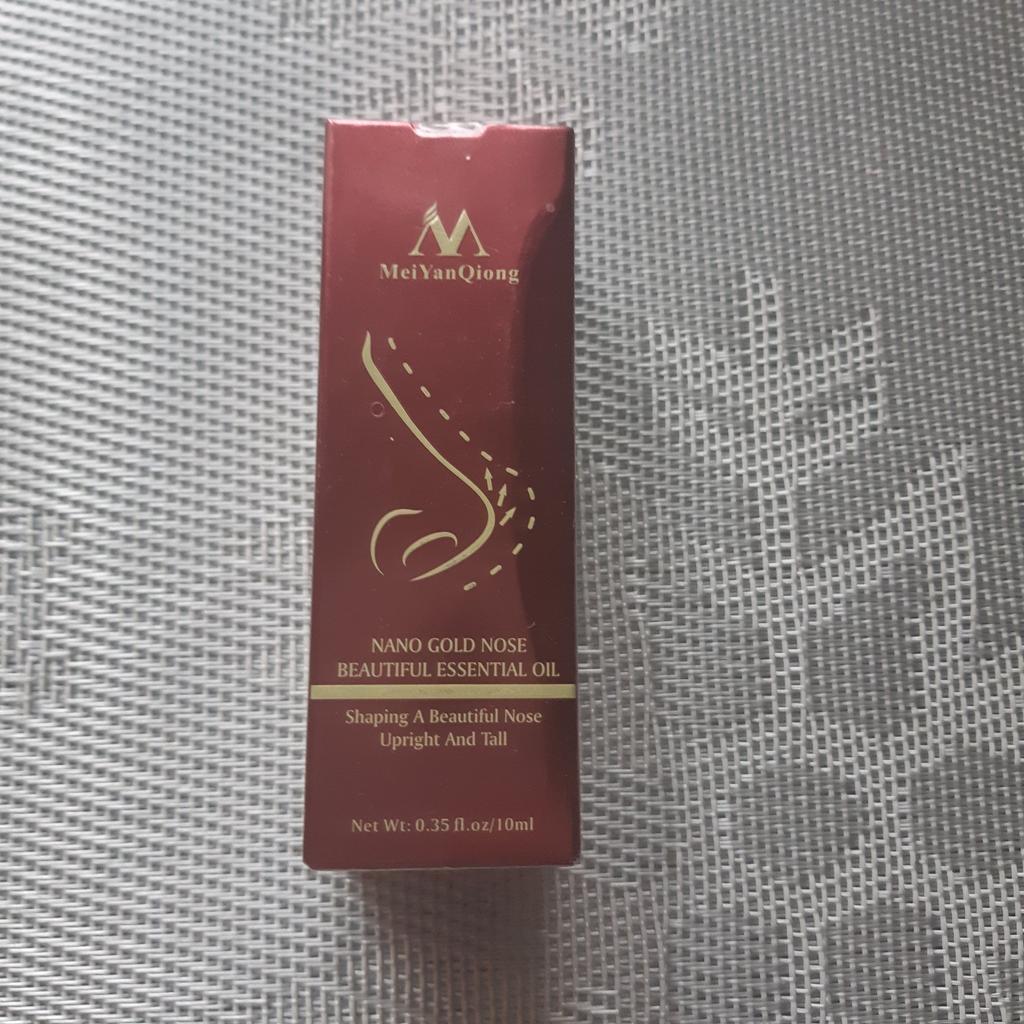 MeiYanQiong
NANO GOLD NOSE
BEAUTIFUL ESSENTIAL OIL
Shaping A Beautiful Nose
Upright And Tall
Net Wt: 0.35 fl.oz/10ml